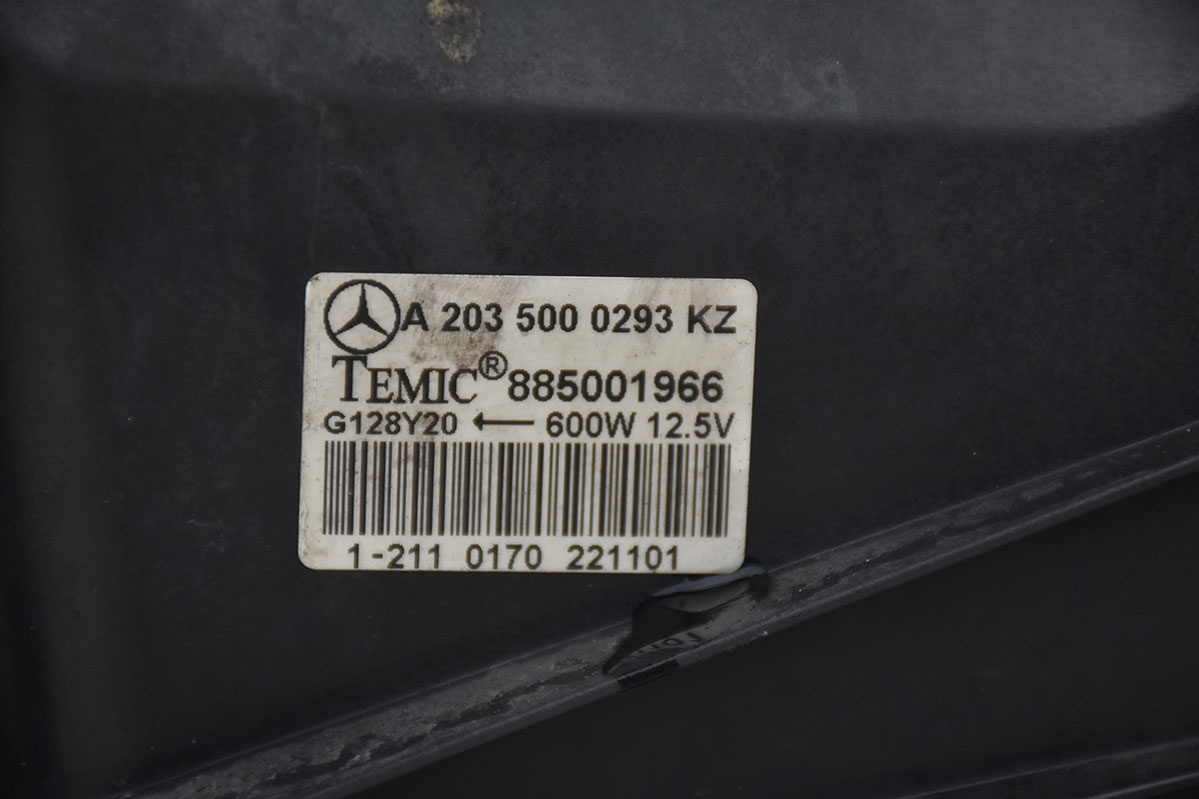 A 203 500 0293 KZ
TEMIC® 885001966
G128Y20 ← 600W 12.5V
1-211 0170 221101